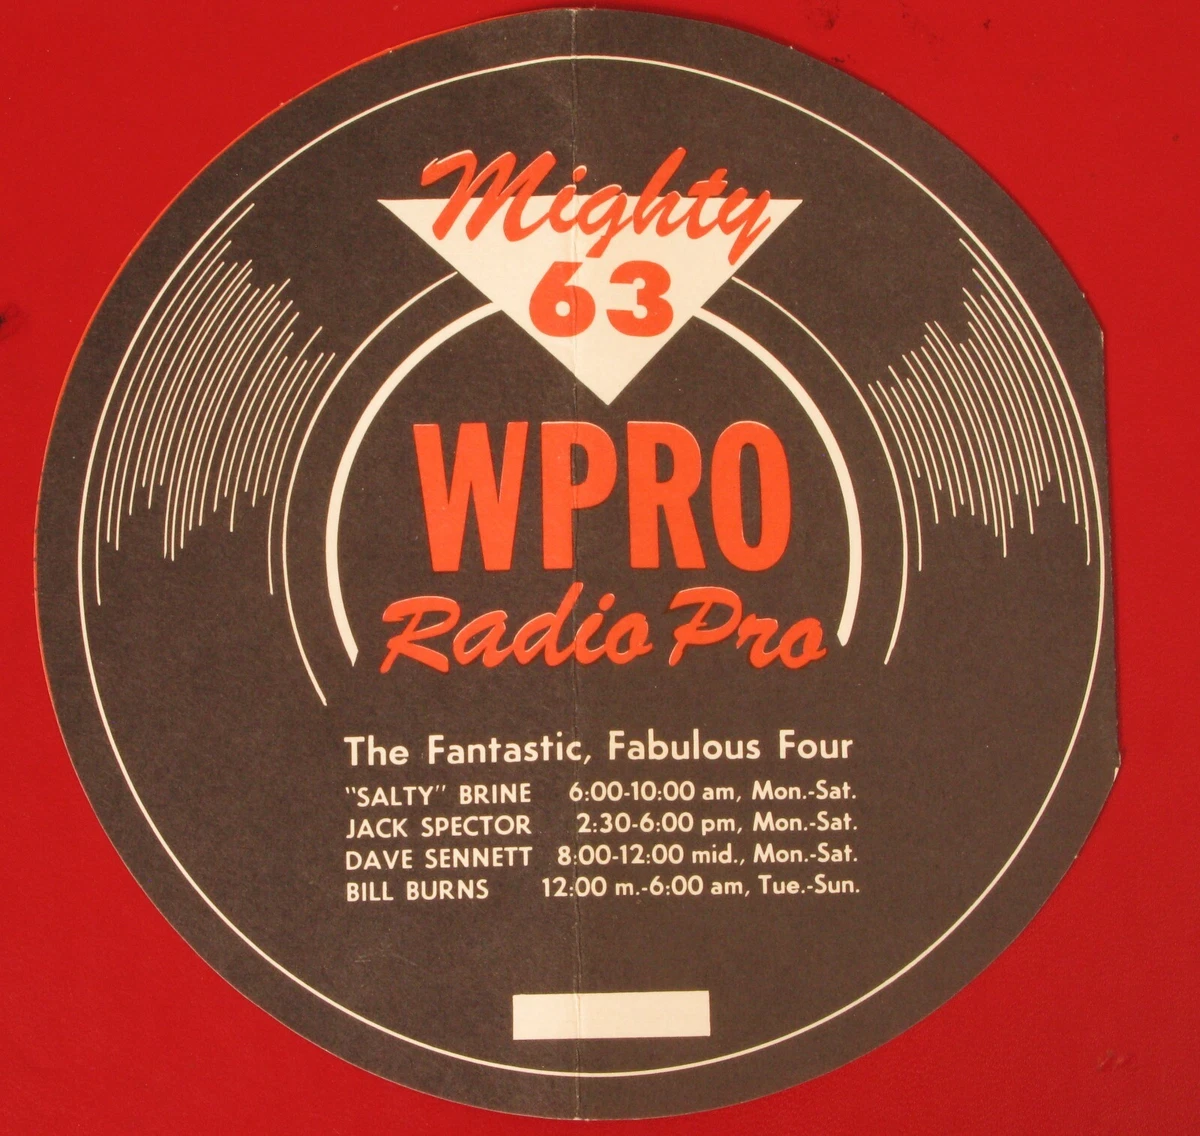 Mighty
63
WPRO
Radio Pro
The Fantastic, Fabulous Four
"SALTY" BRINE 6:00-10:00 am, Mon.-Sat.
JACK SPECTOR 2:30-6:00 pm, Mon.-Sat.
DAVE SENNETT 8:00-12:00 mid., Mon.-Sat.
BILL BURNS 12:00 m.-6:00 am, Tue.-Sun.